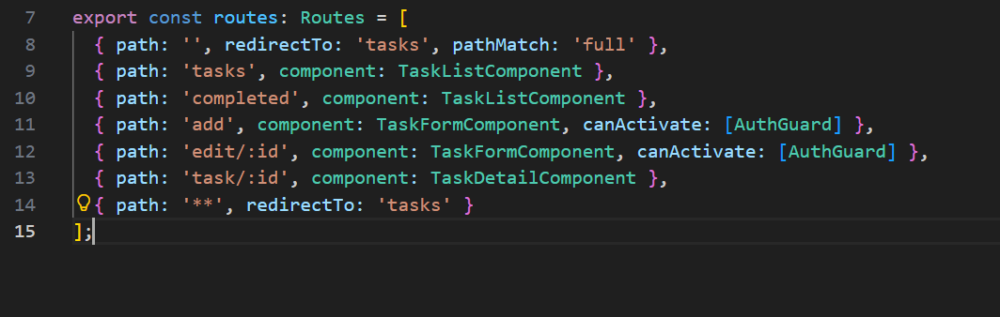 7 export const routes: Routes = [
8 { path: '', redirectTo: 'tasks', pathMatch: 'full' },
9 { path: 'tasks', component: TaskListComponent },
10 { path: 'completed', component: TaskListComponent },
11 { path: 'add', component: TaskFormComponent, canActivate: [AuthGuard] },
12 { path: 'edit/:id', component: TaskFormComponent, canActivate: [AuthGuard] },
13 { path: 'task/:id', component: TaskDetailComponent },
14 { path: '**', redirectTo: 'tasks' }
15 ];